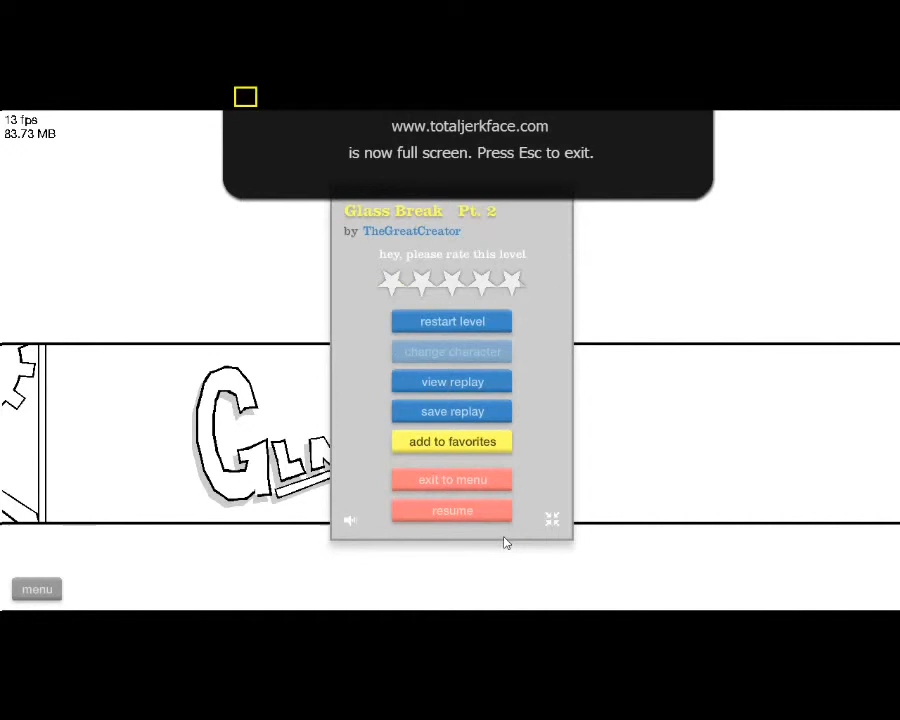 www.totaljerkface.com
13 fps
is now full screen. Press Esc to exit.
83.73 MB
Glass Break Pt. 2
by TheGreatCreator
hey, please rate this level
restart level
change character
view replay
save replay
add to favorites
exit to menu
resume
menu